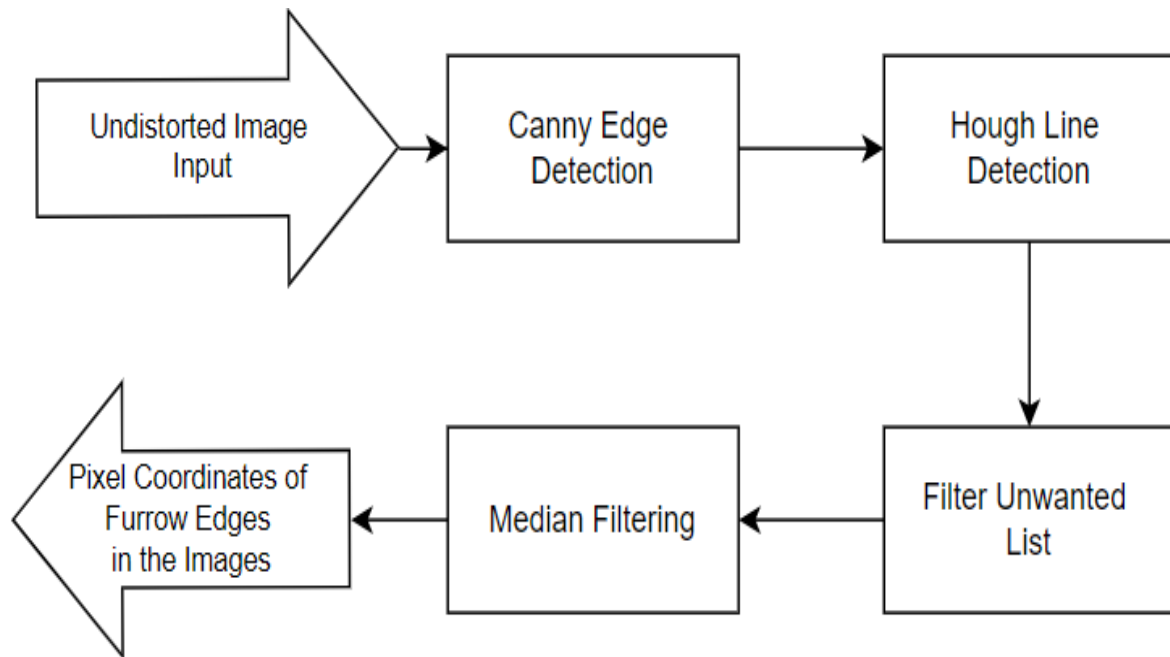 Undistorted Image
Input
Canny Edge
Detection
Hough Line
Detection
Filter Unwanted
List
Median Filtering
Pixel Coordinates of
Furrow Edges
in the Images